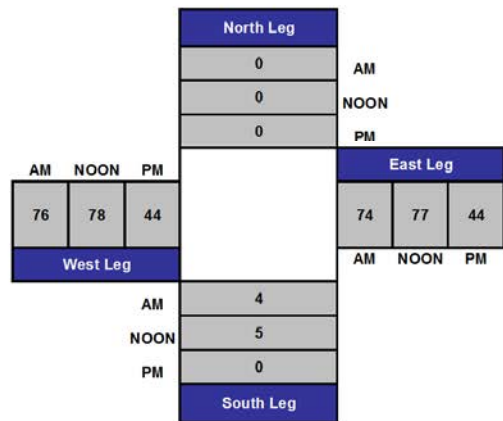 North Leg
0
AM
0
NOON
0
PM
AM NOON PM
East Leg
76 78 44
74 77 44
West Leg
AM NOON PM
AM
4
NOON
5
PM
0
South Leg